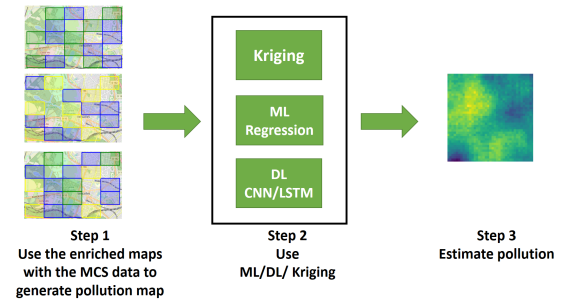 Kriging
ML
Regression
DL
CNN/LSTM
Step 1
Use the enriched maps
with the MCS data to
generate pollution map
Step 2
Use
ML/DL/ Kriging
Step 3
Estimate pollution